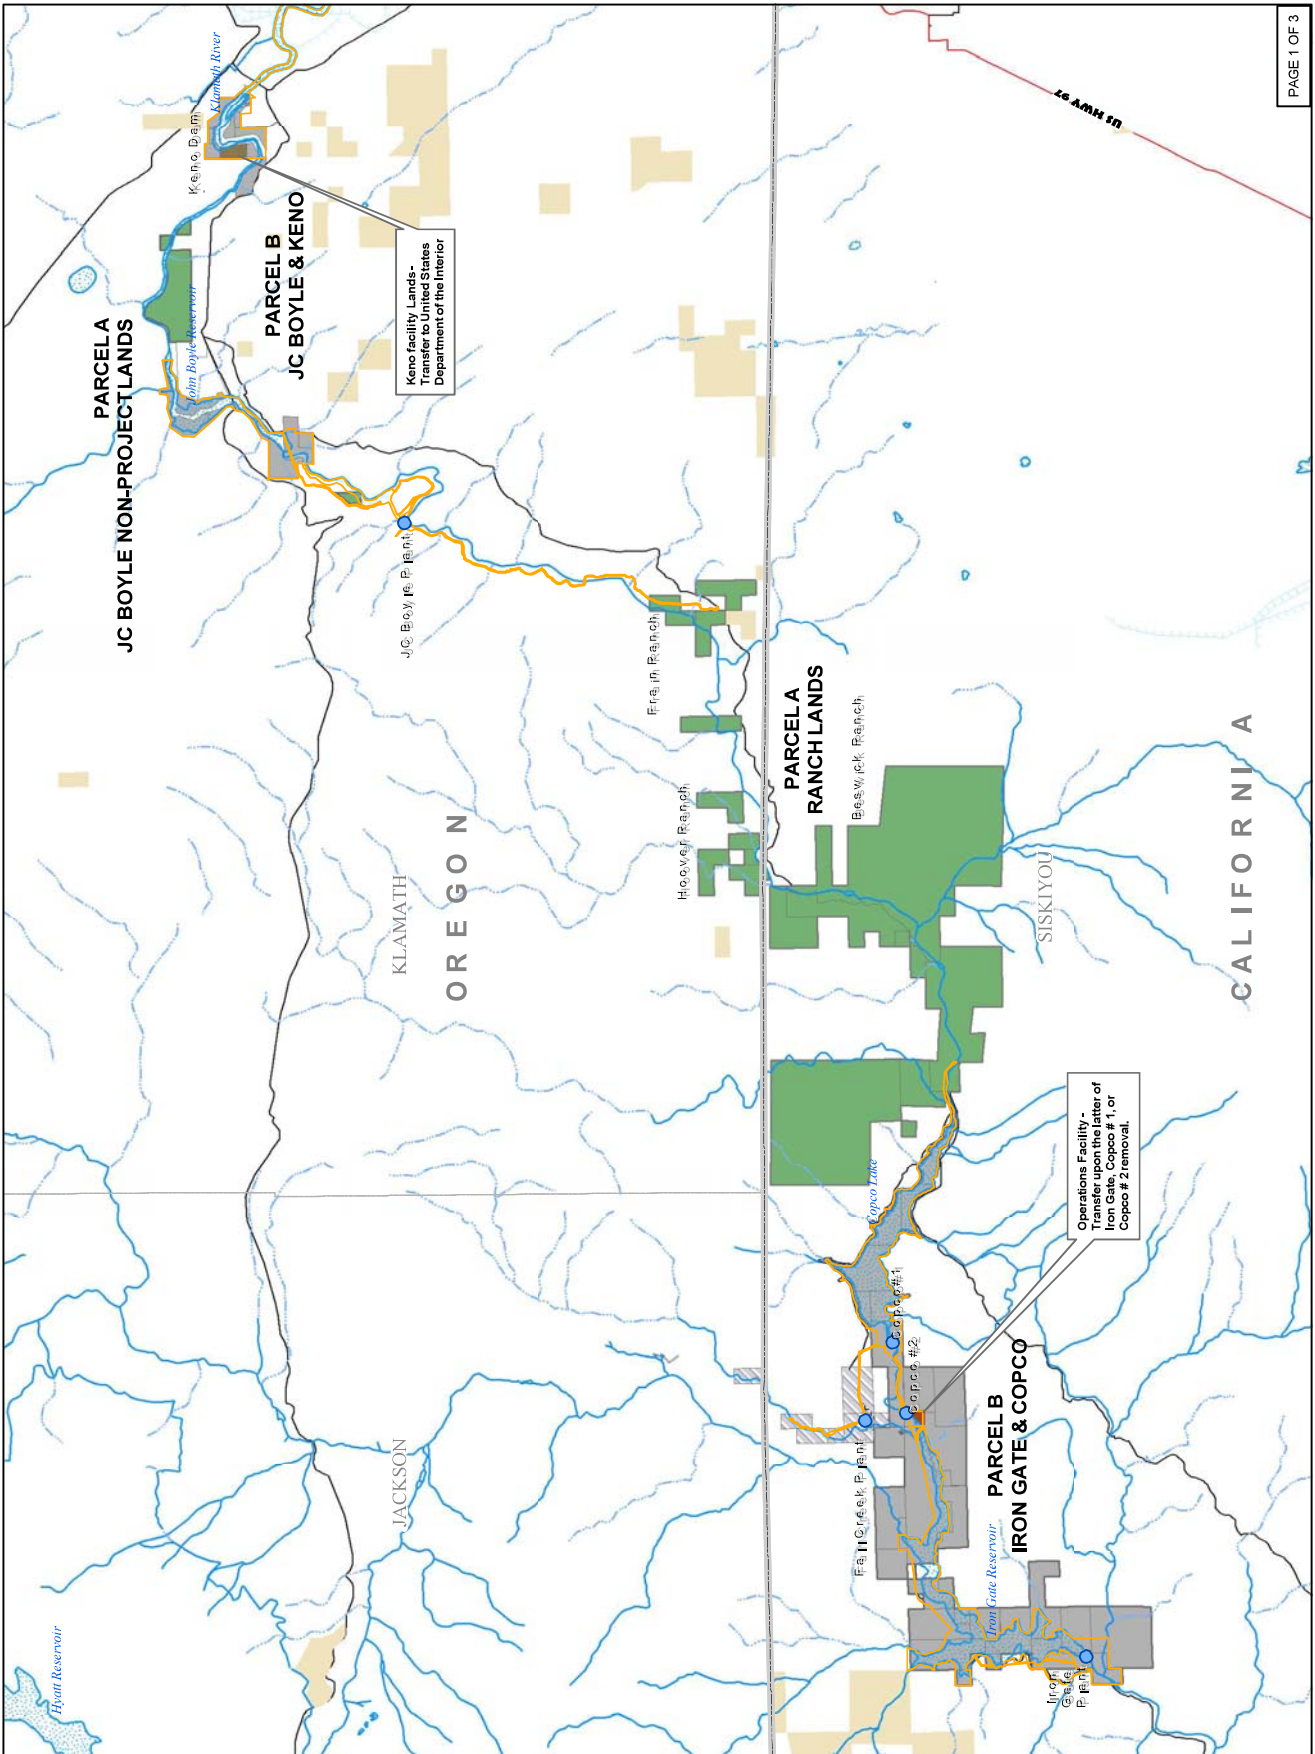 PAGE 1 OF 3
US HWY 97
Klamath River
Keno Dam
PARCEL B
JC BOYLE & KENO
Keno facility Lands -
Transfer to United States
Department of the Interior
PARCEL A
JC BOYLE NON-PROJECT LANDS
John Boyle Reservoir
JC Boyle Plant
Frain Ranch
PARCEL A
RANCH LANDS
Beswick Ranch
Hoover Ranch
KLAMATH
OREGON
SISKIYOU
CALIFORNIA
Copco Lake
Operations Facility -
Transfer upon the latter of
Iron Gate, Copco # 1, or
Copco # 2 removal.
Copco #1
Copco #2
PARCEL B
IRON GATE & COPCO
JACKSON
Fall Creek Plant
Iron Gate Reservoir
Iron
Gate
Plant
Hyatt Reservoir